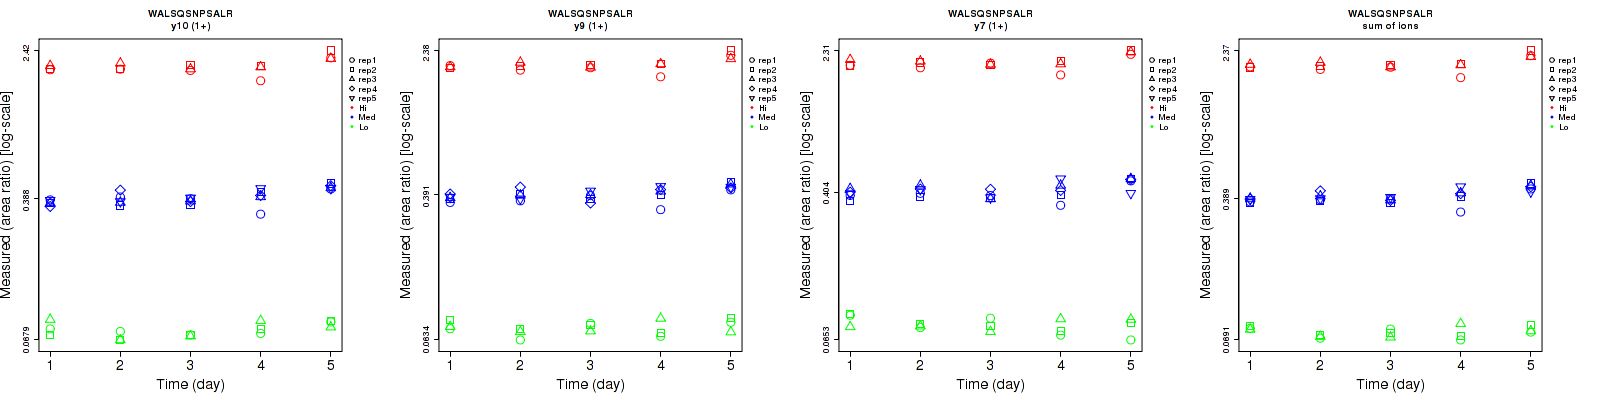 WALSQSNPSALR
y10 (1+)
Measured (area ratio) [log-scale]
2.42
0.388
0.0679
1 2 3 4 5
Time (day)
rep1
rep2
rep3
rep4
rep5
Hi
Med
Lo
WALSQSNPSALR
y9 (1+)
Measured (area ratio) [log-scale]
2.38
0.391
0.0634
1 2 3 4 5
Time (day)
rep1
rep2
rep3
rep4
rep5
Hi
Med
Lo
WALSQSNPSALR
y7 (1+)
Measured (area ratio) [log-scale]
2.31
0.404
0.0653
1 2 3 4 5
Time (day)
rep1
rep2
rep3
rep4
rep5
Hi
Med
Lo
WALSQSNPSALR
sum of ions
Measured (area ratio) [log-scale]
2.37
0.389
0.0691
1 2 3 4 5
Time (day)
rep1
rep2
rep3
rep4
rep5
Hi
Med
Lo